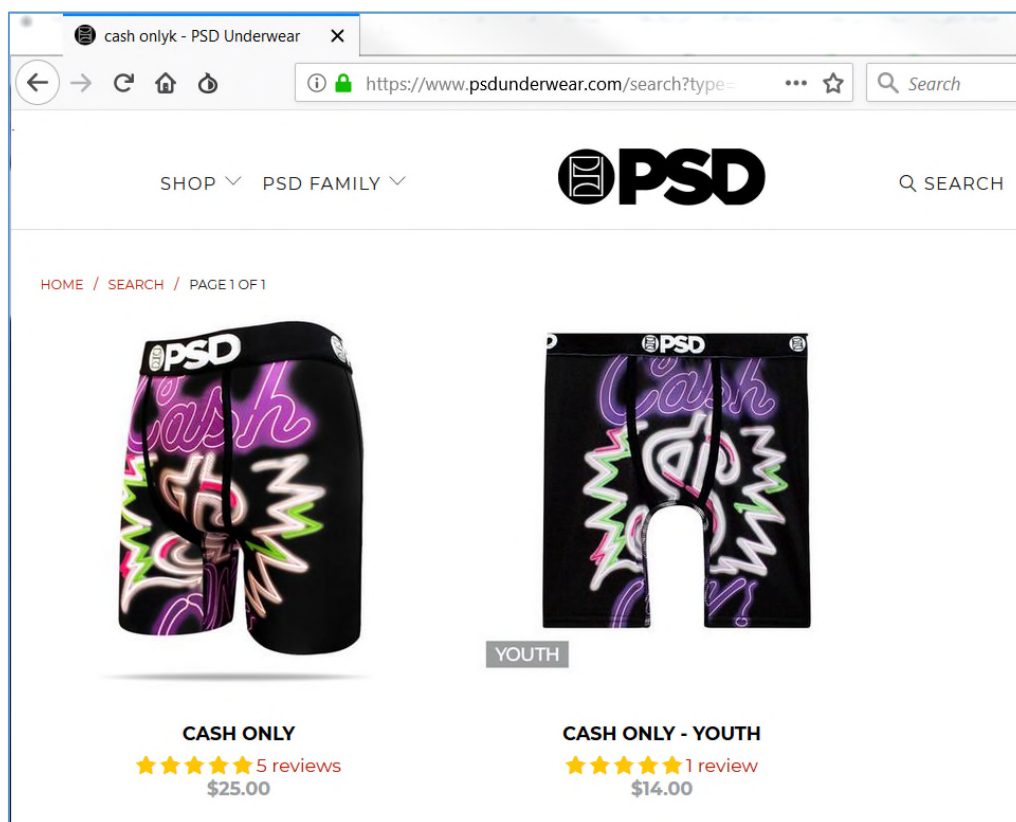 cash onlyk - PSD Underwear
https://www.psdunderwear.com/search?type=
Search
SHOP PSD FAMILY
PSD
SEARCH
HOME / SEARCH / PAGE 1 OF 1
PSD
PSD
Cash
Cash
YOUTH
CASH ONLY
CASH ONLY - YOUTH
5 reviews
1 review
$25.00
$14.00